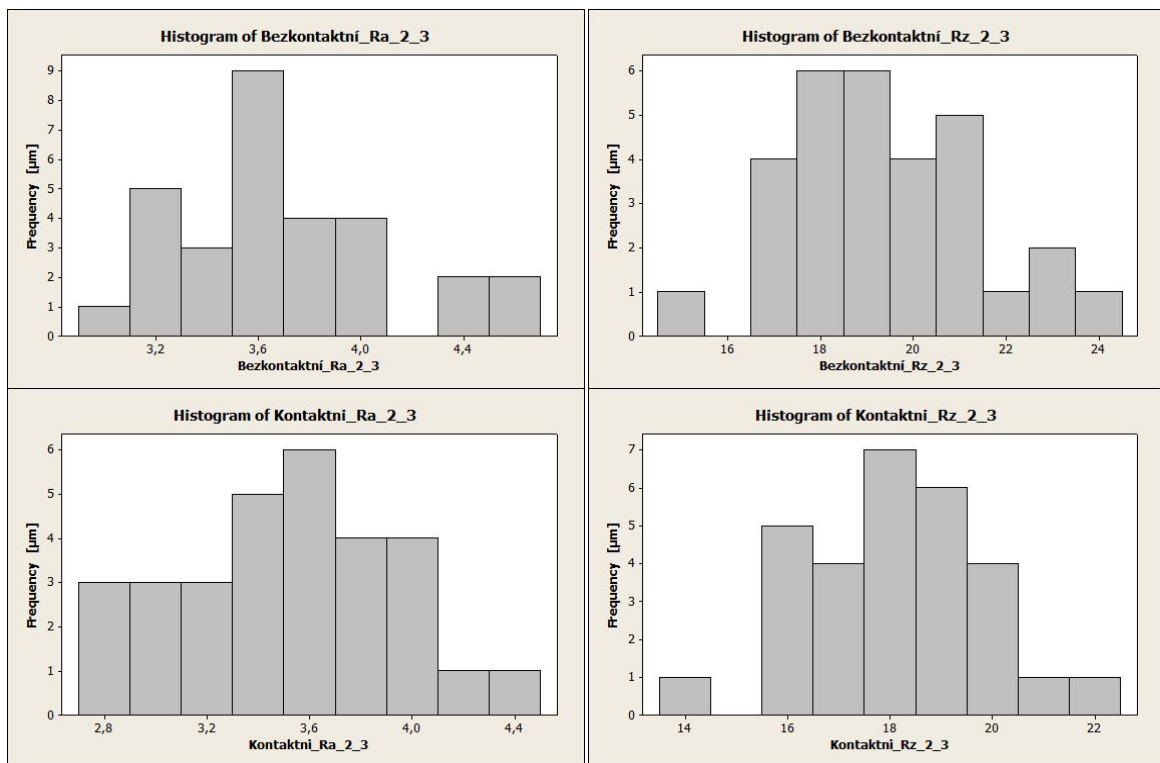 Histogram of Bezkontaktní_Ra_2_3
Frequency [µm]
9
8
7
6
5
4
3
2
1
0
3,2 3,6 4,0 4,4
Bezkontaktní_Ra_2_3
Histogram of Bezkontaktní_Rz_2_3
Frequency [µm]
6
5
4
3
2
1
0
16 18 20 22 24
Bezkontaktní_Rz_2_3
Histogram of Kontaktni_Ra_2_3
Frequency [µm]
6
5
4
3
2
1
0
2,8 3,2 3,6 4,0 4,4
Kontaktni_Ra_2_3
Histogram of Kontaktni_Rz_2_3
Frequency [µm]
7
6
5
4
3
2
1
0
14 16 18 20 22
Kontaktni_Rz_2_3